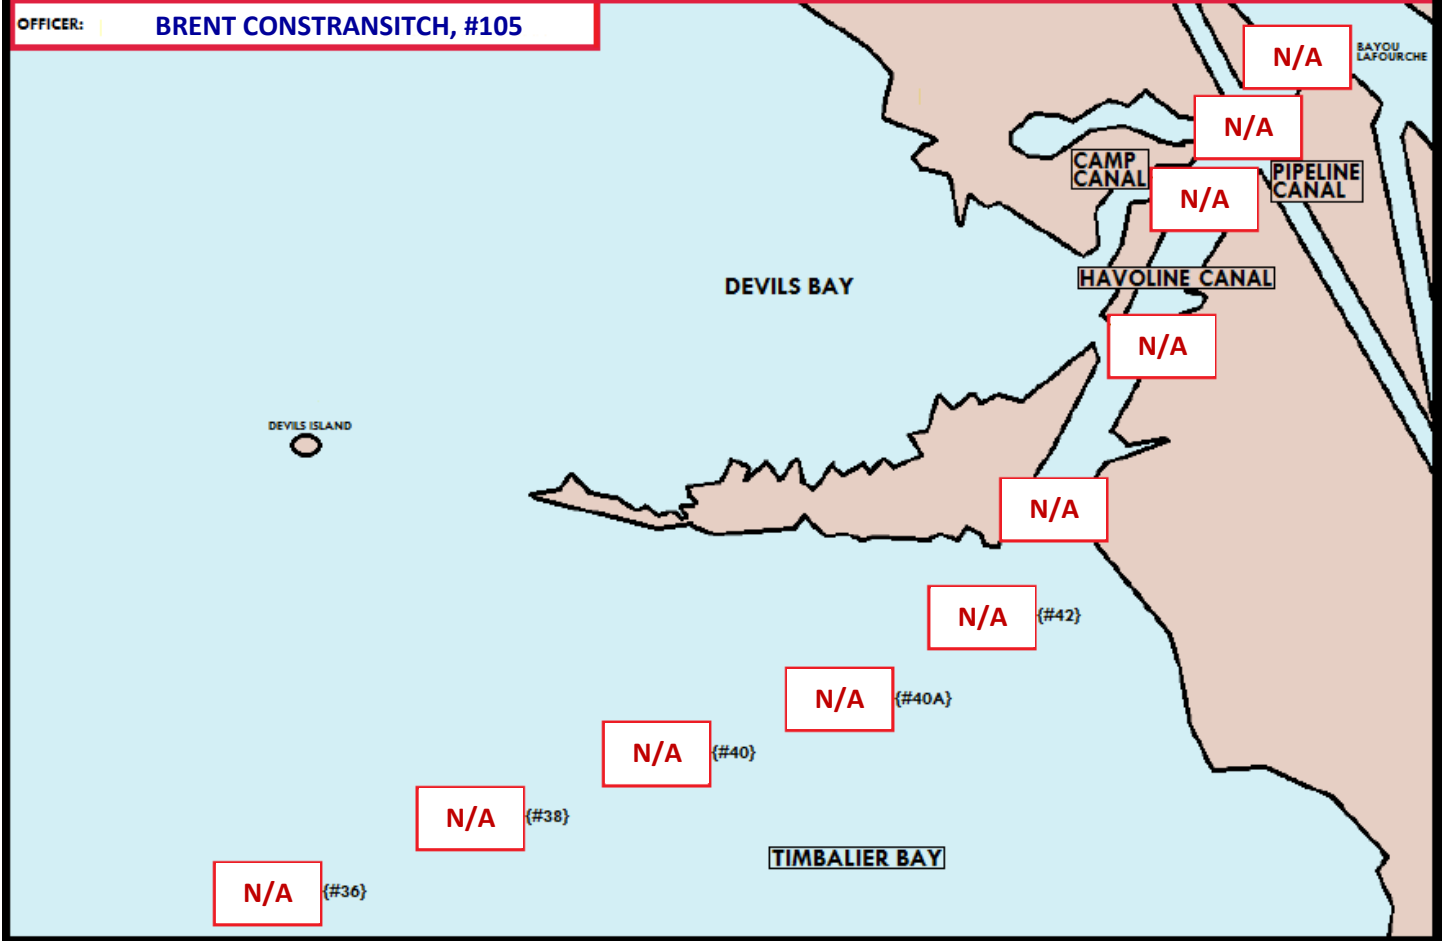 OFFICER: BRENT CONSTRANSITCH, #105
N/A
BAYOU
LAFOURCHE
N/A
CAMP
CANAL
PIPELINE
CANAL
N/A
HAVOLINE CANAL
DEVILS BAY
N/A
DEVILS ISLAND
N/A
N/A {#42}
N/A {#40A}
N/A {#40}
N/A {#38}
TIMBALIER BAY
N/A {#36}